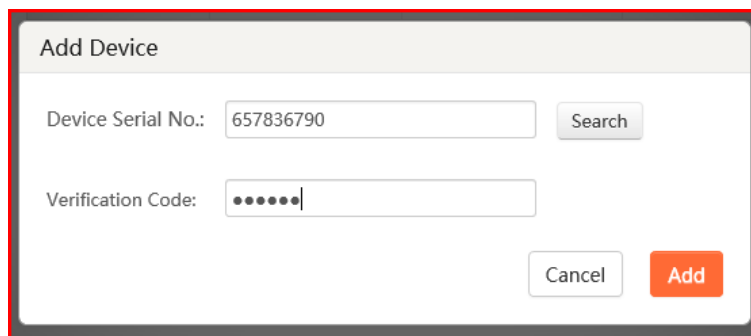 Add Device
Device Serial No.: 657836790 Search
Verification Code: ●●●●●●
Cancel Add